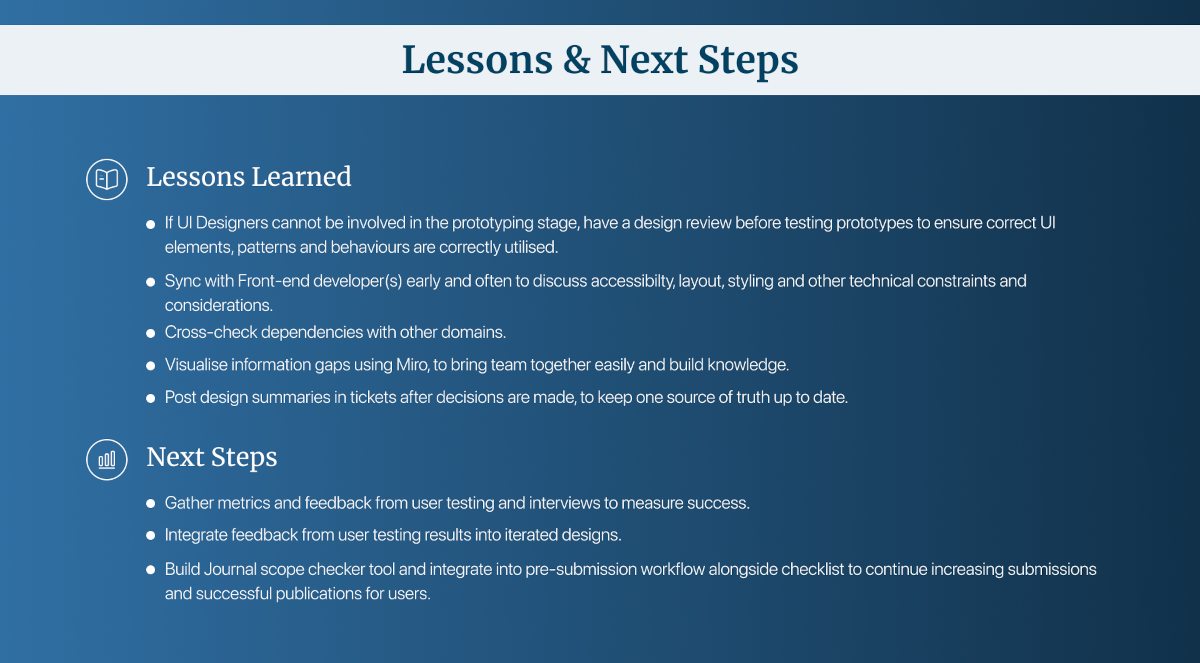 Lessons & Next Steps
Lessons Learned
If UI Designers cannot be involved in the prototyping stage, have a design review before testing prototypes to ensure correct UI
elements, patterns and behaviours are correctly utilised.
Sync with Front-end developer(s) early and often to discuss accessibilty, layout, styling and other technical constraints and
considerations.
Cross-check dependencies with other domains.
Visualise information gaps using Miro, to bring team together easily and build knowledge.
Post design summaries in tickets after decisions are made, to keep one source of truth up to date.
Next Steps
Gather metrics and feedback from user testing and interviews to measure success.
Integrate feedback from user testing results into iterated designs.
Build Journal scope checker tool and integrate into pre-submission workflow alongside checklist to continue increasing submissions
and successful publications for users.